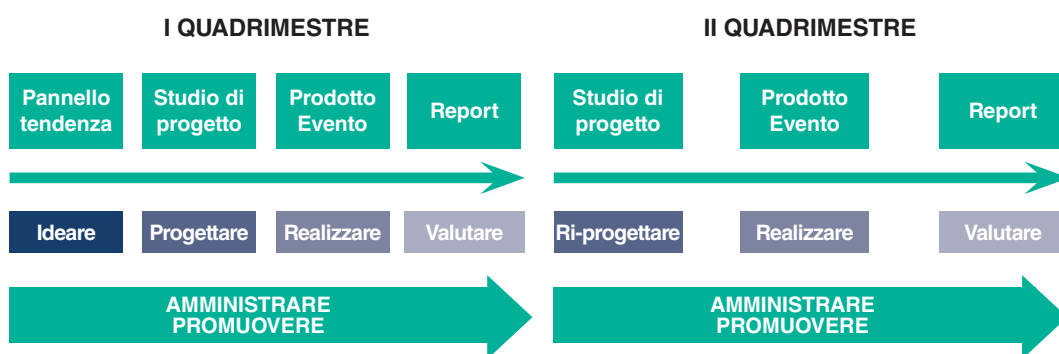 I QUADRIMESTRE
II QUADRIMESTRE
Pannello
tendenza
Studio di
progetto
Prodotto
Evento
Report
Studio di
progetto
Prodotto
Evento
Report
Ideare
Progettare
Realizzare
Valutare
Ri-progettare
Realizzare
Valutare
AMMINISTRARE
PROMUOVERE
AMMINISTRARE
PROMUOVERE